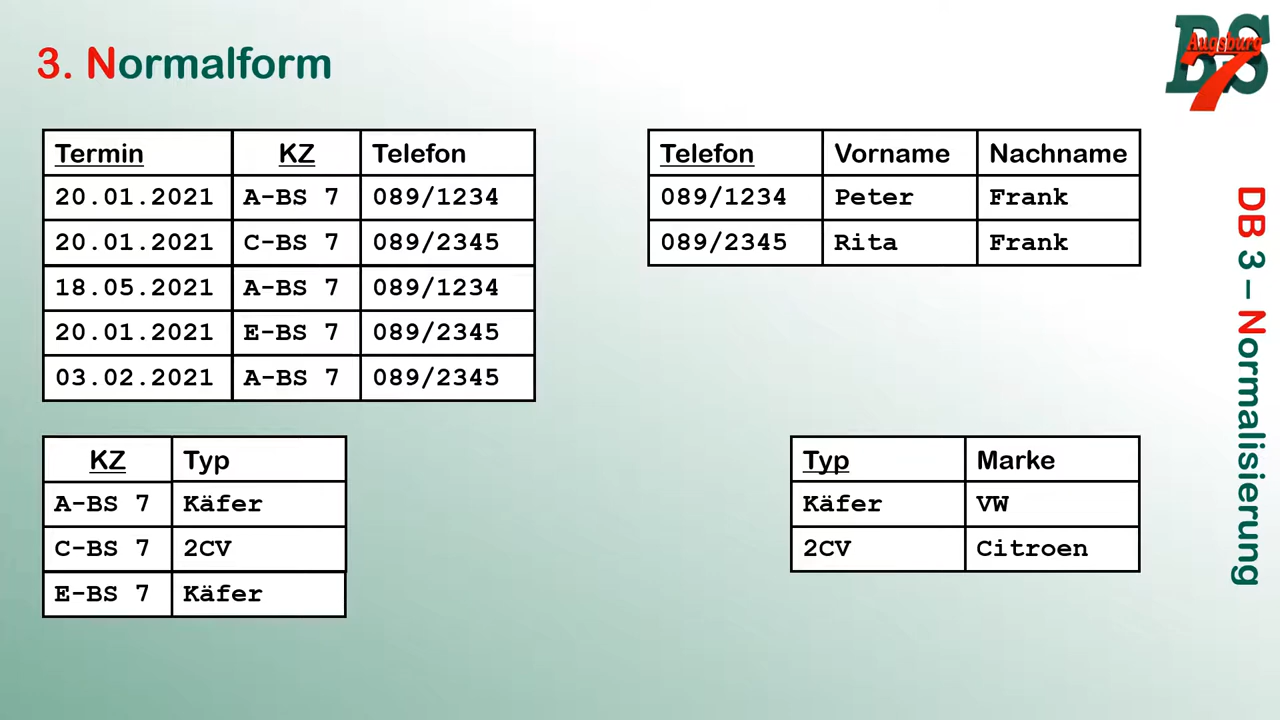 3. Normalform
BS Augsburg 7
Termin KZ Telefon
20.01.2021 A-BS 7 089/1234
20.01.2021 C-BS 7 089/2345
18.05.2021 A-BS 7 089/1234
20.01.2021 E-BS 7 089/2345
03.02.2021 A-BS 7 089/2345
Telefon Vorname Nachname
089/1234 Peter Frank
089/2345 Rita Frank
KZ Typ
A-BS 7 Käfer
C-BS 7 2CV
E-BS 7 Käfer
Typ Marke
Käfer VW
2CV Citroen
DB 3 – Normalisierung